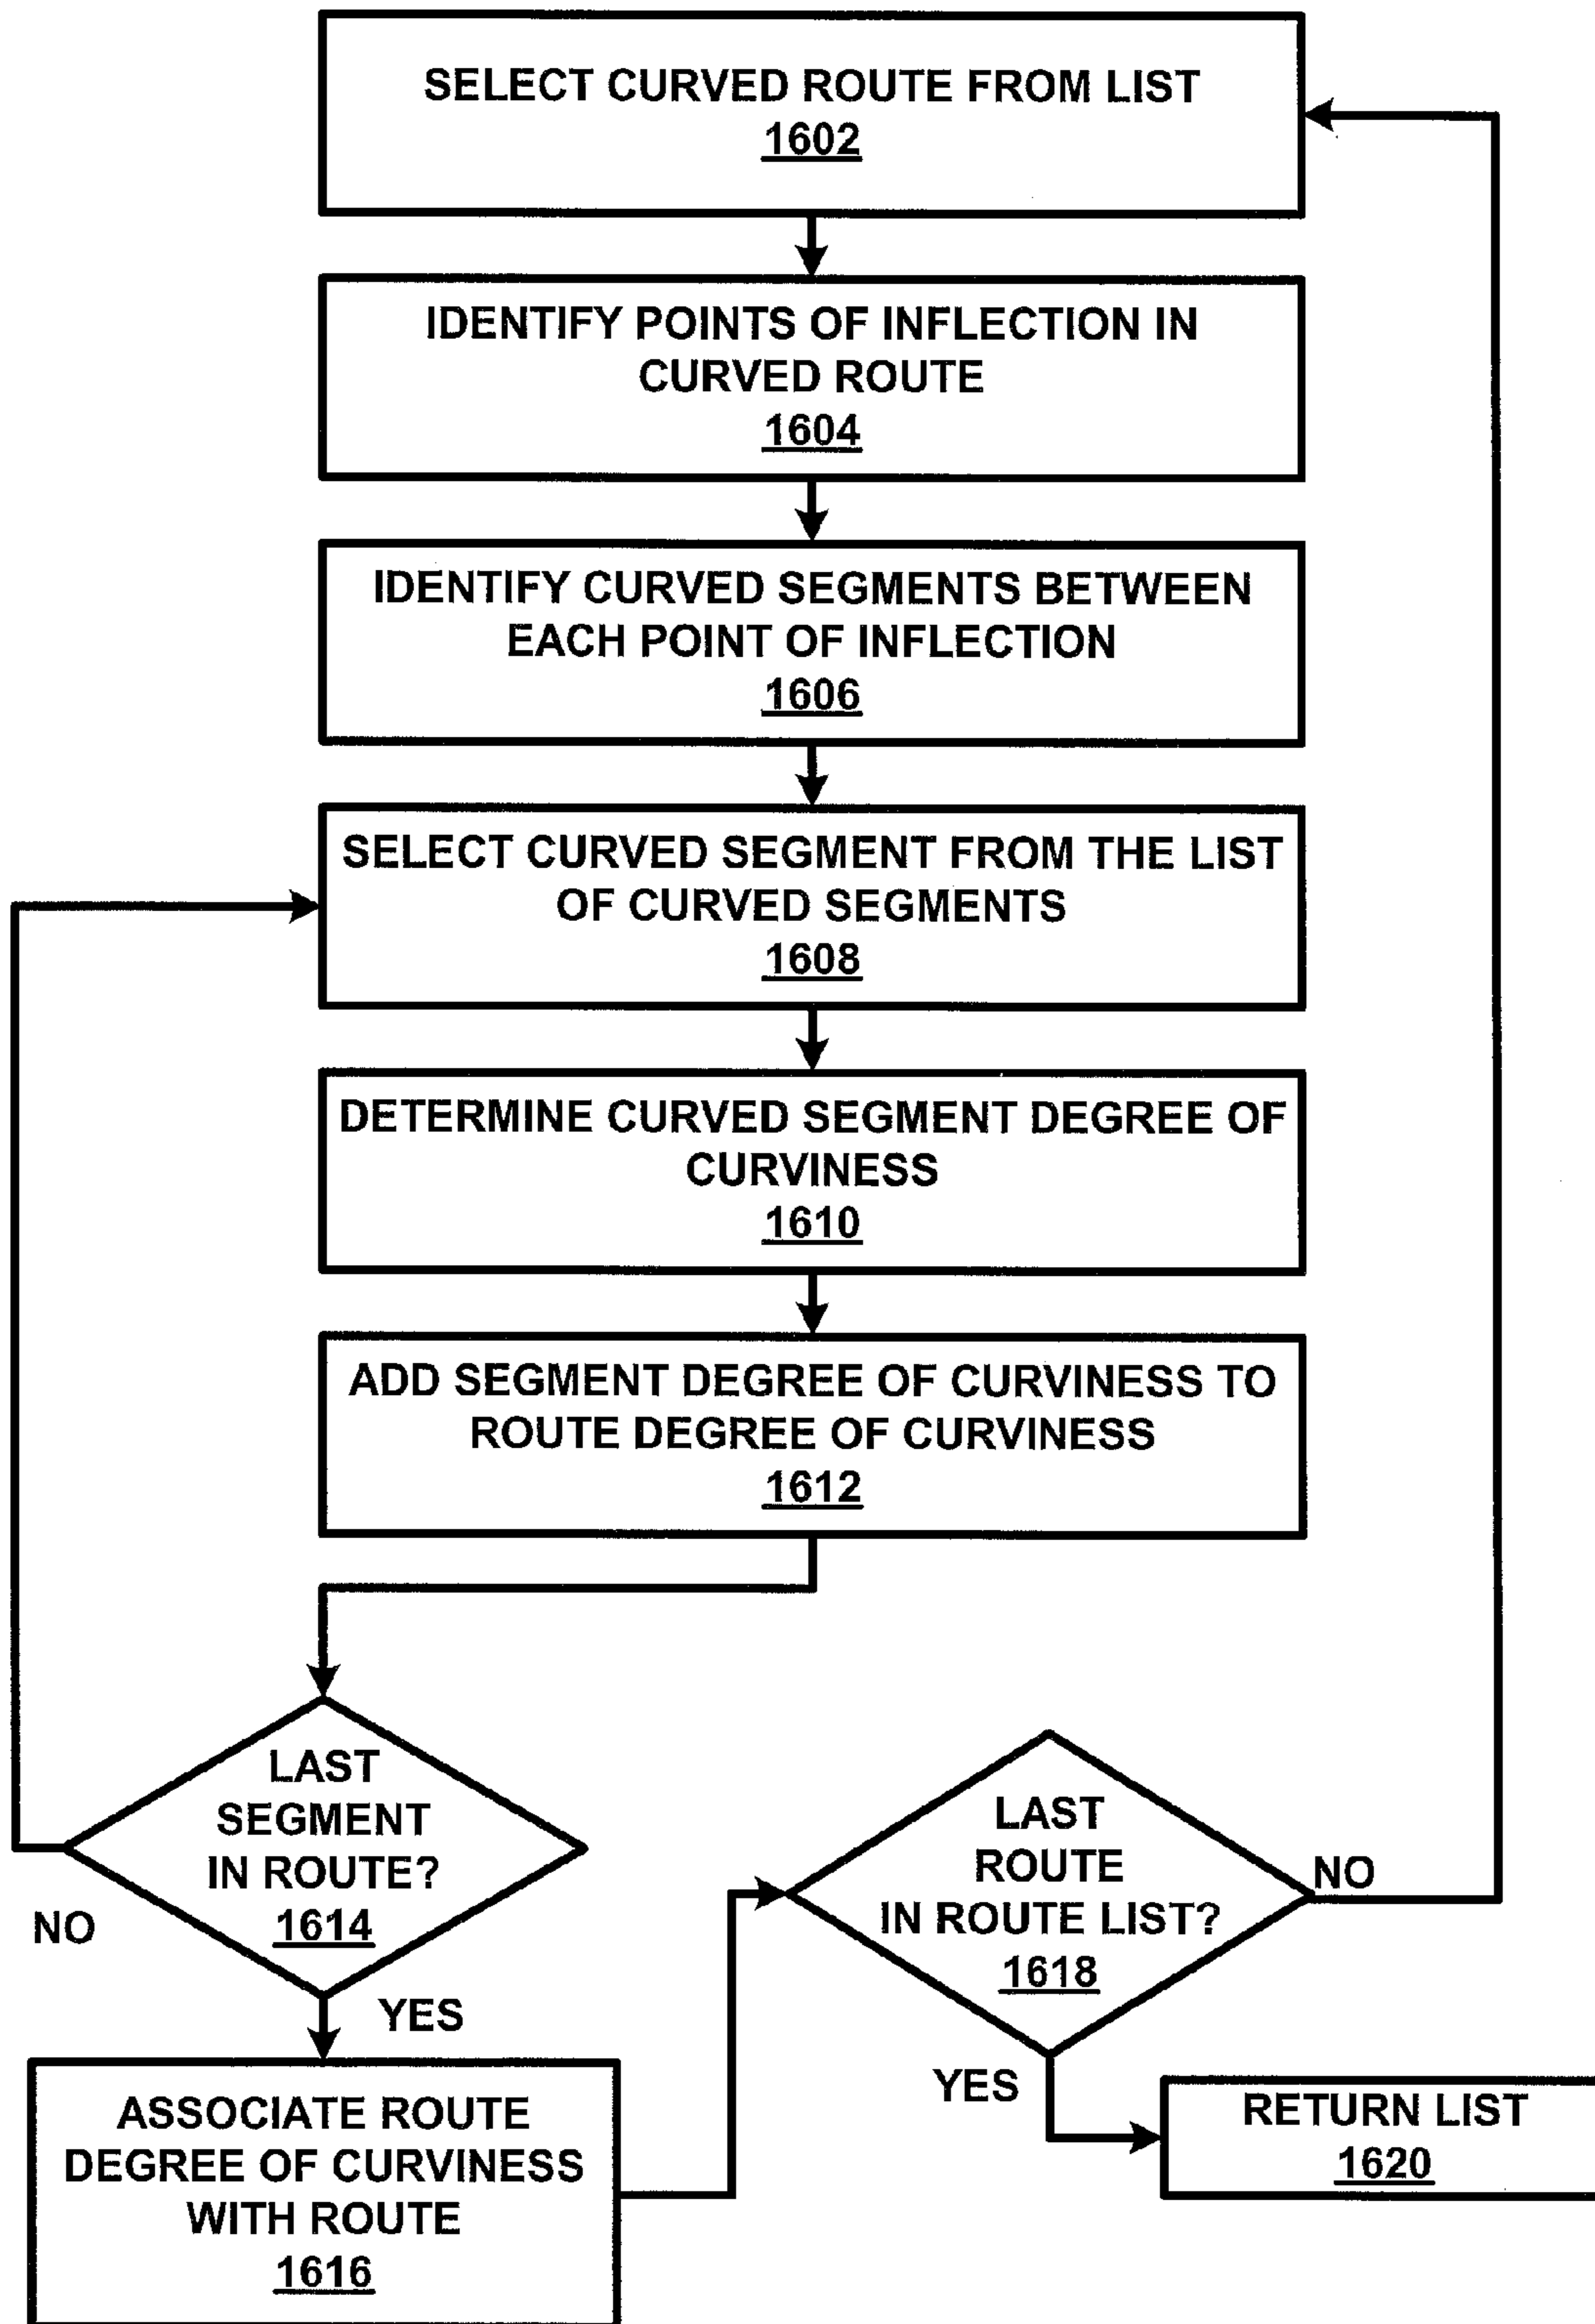 SELECT CURVED ROUTE FROM LIST
1602
IDENTIFY POINTS OF INFLECTION IN
CURVED ROUTE
1604
IDENTIFY CURVED SEGMENTS BETWEEN
EACH POINT OF INFLECTION
1606
SELECT CURVED SEGMENT FROM THE LIST
OF CURVED SEGMENTS
1608
DETERMINE CURVED SEGMENT DEGREE OF
CURVINESS
1610
ADD SEGMENT DEGREE OF CURVINESS TO
ROUTE DEGREE OF CURVINESS
1612
LAST
SEGMENT
IN ROUTE?
1614
NO
YES
ASSOCIATE ROUTE
DEGREE OF CURVINESS
WITH ROUTE
1616
LAST
ROUTE
IN ROUTE LIST?
1618
NO
YES
RETURN LIST
1620